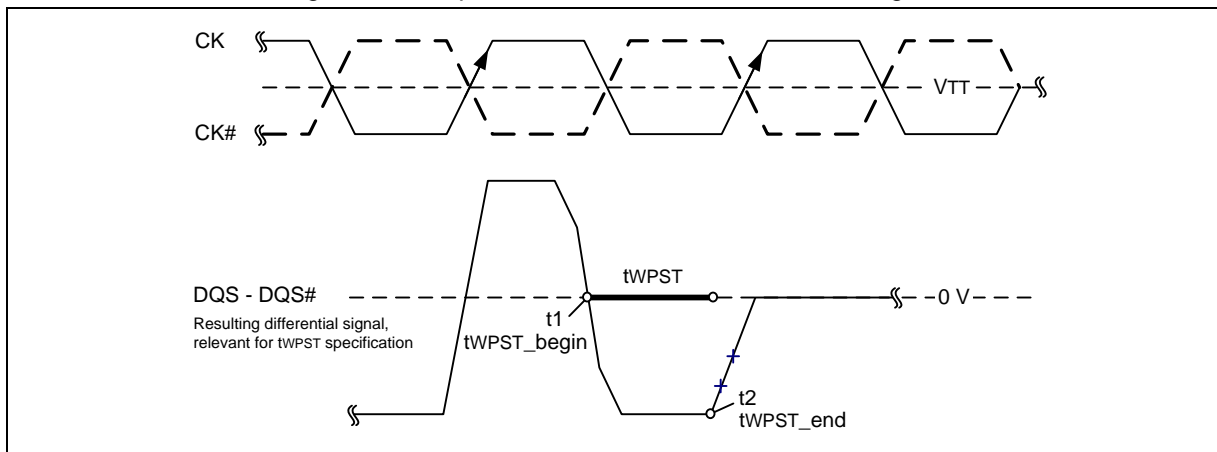 CK
VTT
CK#
tWPST
DQS - DQS#
0 V
Resulting differential signal,
relevant for tWPST specification
t1
tWPST_begin
t2
tWPST_end